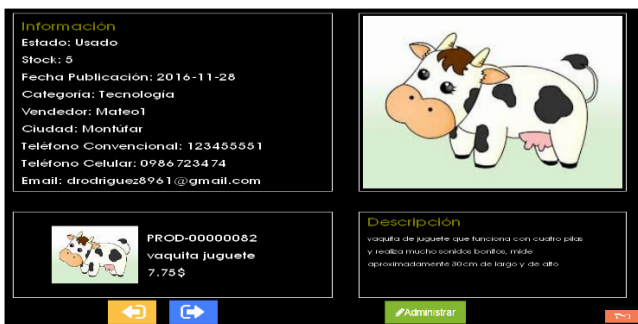 Información
Estado: Usado
Stock: 5
Fecha Publicación: 2016-11-28
Categoría: Tecnología
Vendedor: Mateo1
Ciudad: Montúfar
Teléfono Convencional: 123455551
Teléfono Celular: 0986723474
Email: drodriguez8961@gmail.com
PROD-00000082
vaquita juguete
7.75$
Descripción
vaquita de juguete que funciona con cuatro pilas
y realiza mucho sonidos bonitos, mide
aproximadamente 30cm de largo y de alto
Administrar